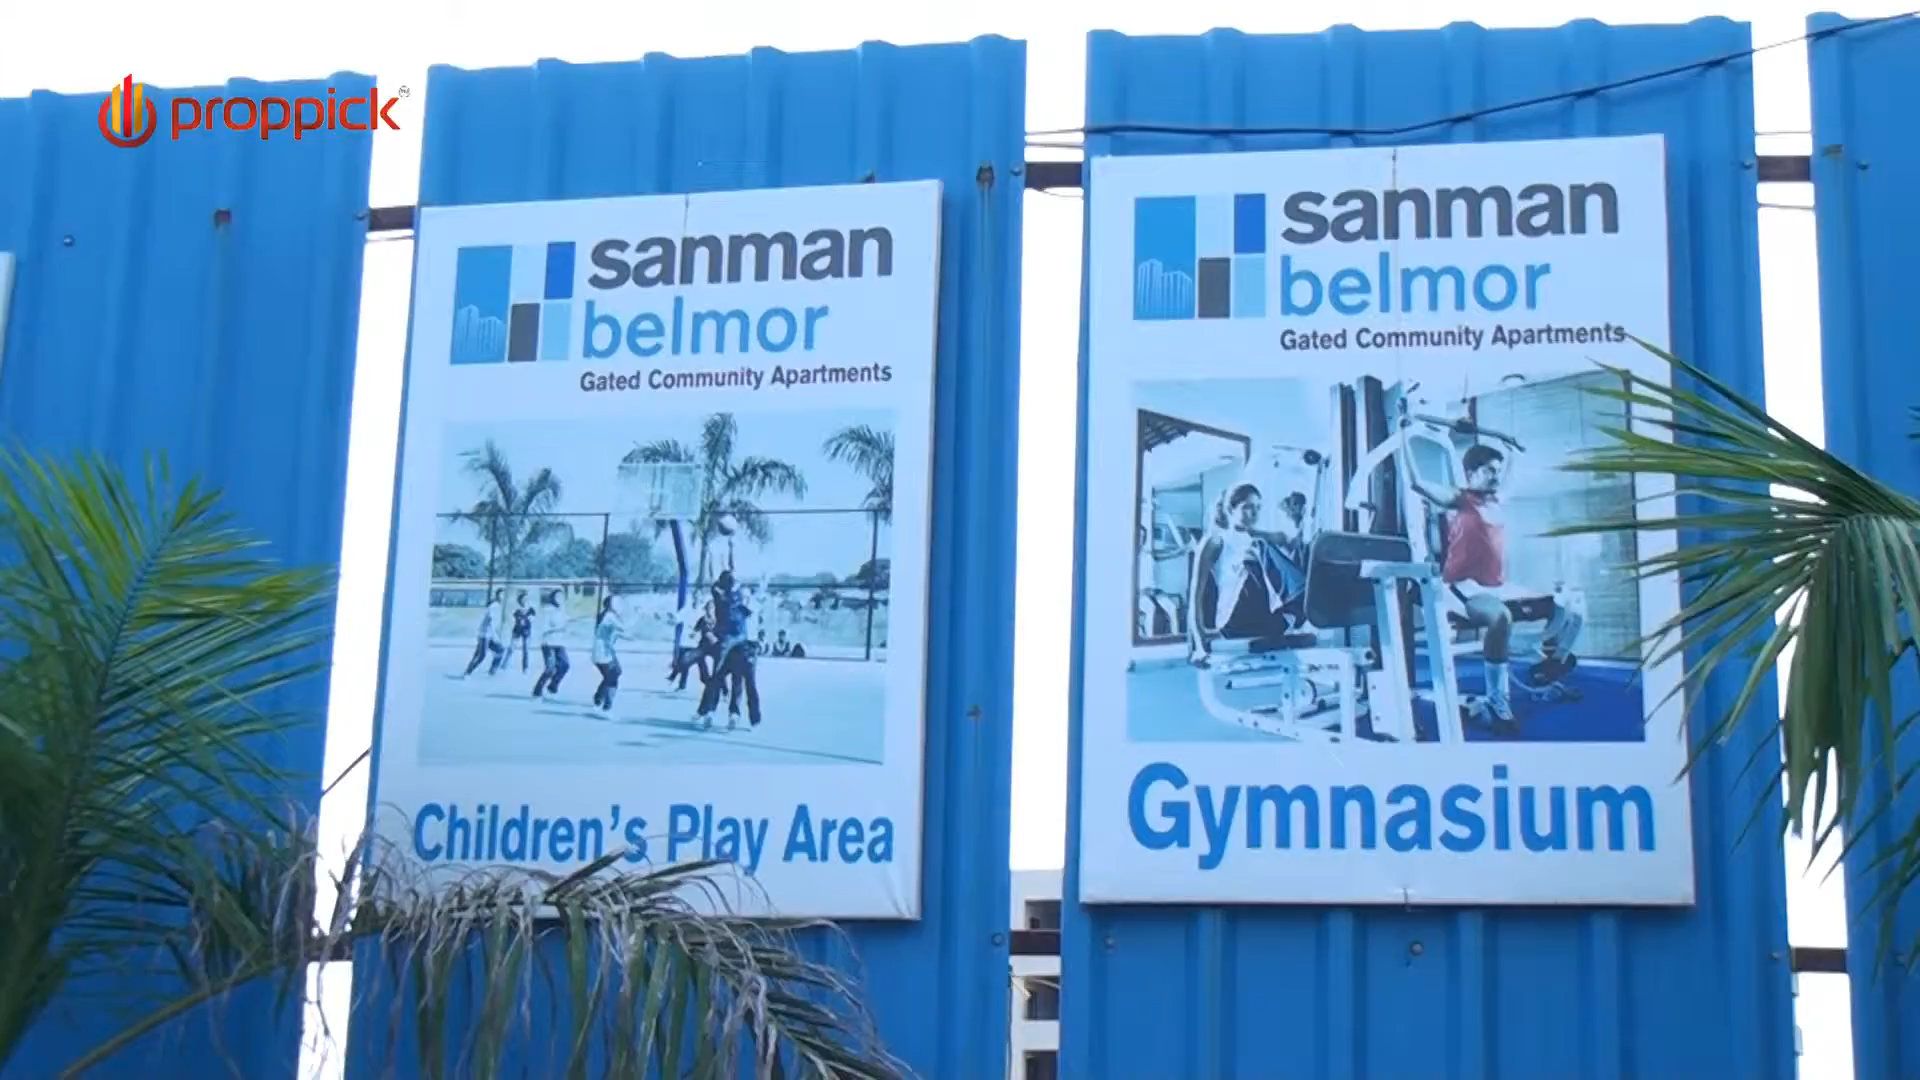 proppick
sanman
belmor
Gated Community Apartments
Children's Play Area
sanman
belmor
Gated Community Apartments
Gymnasium